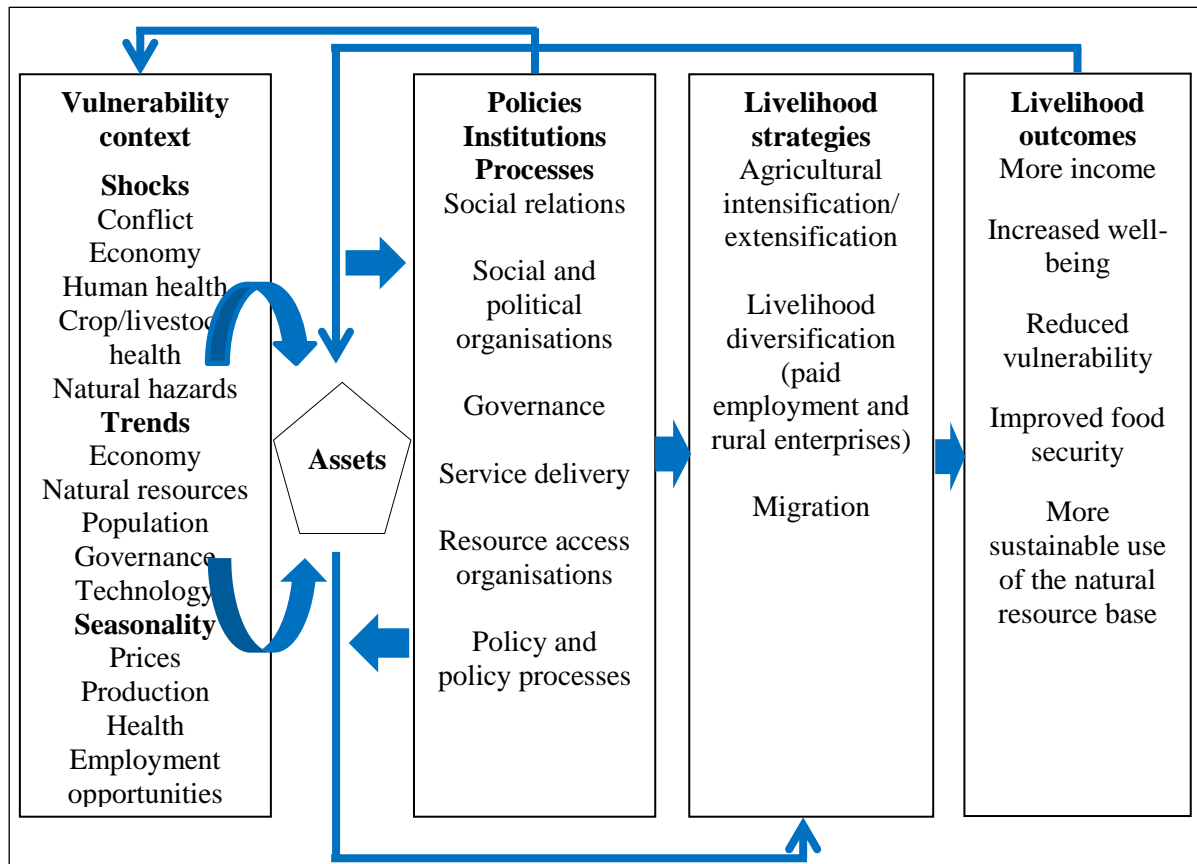 Vulnerability
context
Shocks
Conflict
Economy
Human health
Crop/livestock
health
Natural hazards
Trends
Economy
Natural resources
Population
Governance
Technology
Seasonality
Prices
Production
Health
Employment
opportunities
Assets
Policies
Institutions
Processes
Social relations
Social and
political
organisations
Governance
Service delivery
Resource access
organisations
Policy and
policy processes
Livelihood
strategies
Agricultural
intensification/
extensification
Livelihood
diversification
(paid
employment and
rural enterprises)
Migration
Livelihood
outcomes
More income
Increased well-
being
Reduced
vulnerability
Improved food
security
More
sustainable use
of the natural
resource base